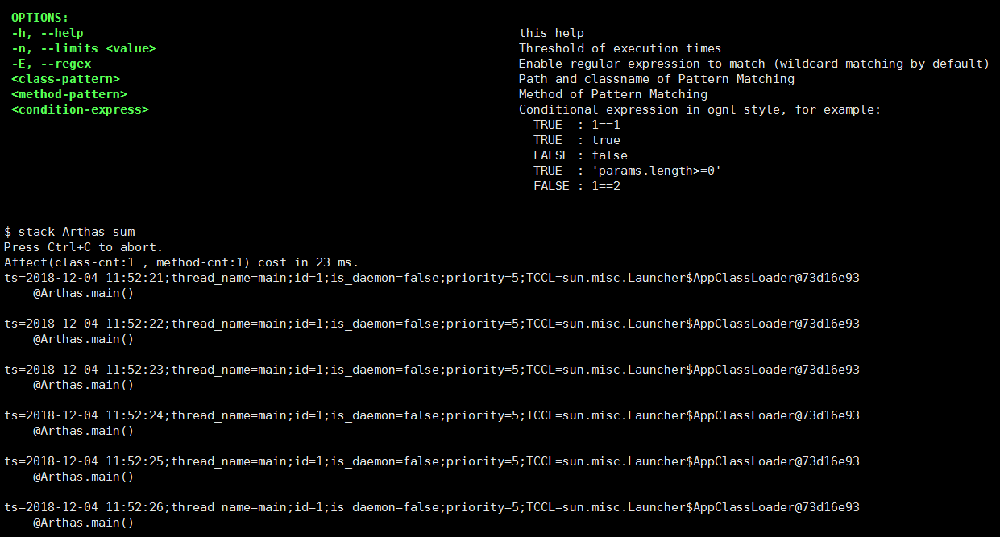 OPTIONS:
-h, --help this help
-n, --limits <value> Threshold of execution times
-E, --regex Enable regular expression to match (wildcard matching by default)
<class-pattern> Path and classname of Pattern Matching
<method-pattern> Method of Pattern Matching
<condition-express> Conditional expression in ognl style, for example:
TRUE : 1==1
TRUE : true
FALSE : false
TRUE : 'params.length>=0'
FALSE : 1==2
$ stack Arthas sum
Press Ctrl+C to abort.
Affect(class-cnt:1 , method-cnt:1) cost in 23 ms.
ts=2018-12-04 11:52:21;thread_name=main;id=1;is_daemon=false;priority=5;TCCL=sun.misc.Launcher$AppClassLoader@73d16e93
@Arthas.main()
ts=2018-12-04 11:52:22;thread_name=main;id=1;is_daemon=false;priority=5;TCCL=sun.misc.Launcher$AppClassLoader@73d16e93
@Arthas.main()
ts=2018-12-04 11:52:23;thread_name=main;id=1;is_daemon=false;priority=5;TCCL=sun.misc.Launcher$AppClassLoader@73d16e93
@Arthas.main()
ts=2018-12-04 11:52:24;thread_name=main;id=1;is_daemon=false;priority=5;TCCL=sun.misc.Launcher$AppClassLoader@73d16e93
@Arthas.main()
ts=2018-12-04 11:52:25;thread_name=main;id=1;is_daemon=false;priority=5;TCCL=sun.misc.Launcher$AppClassLoader@73d16e93
@Arthas.main()
ts=2018-12-04 11:52:26;thread_name=main;id=1;is_daemon=false;priority=5;TCCL=sun.misc.Launcher$AppClassLoader@73d16e93
@Arthas.main()